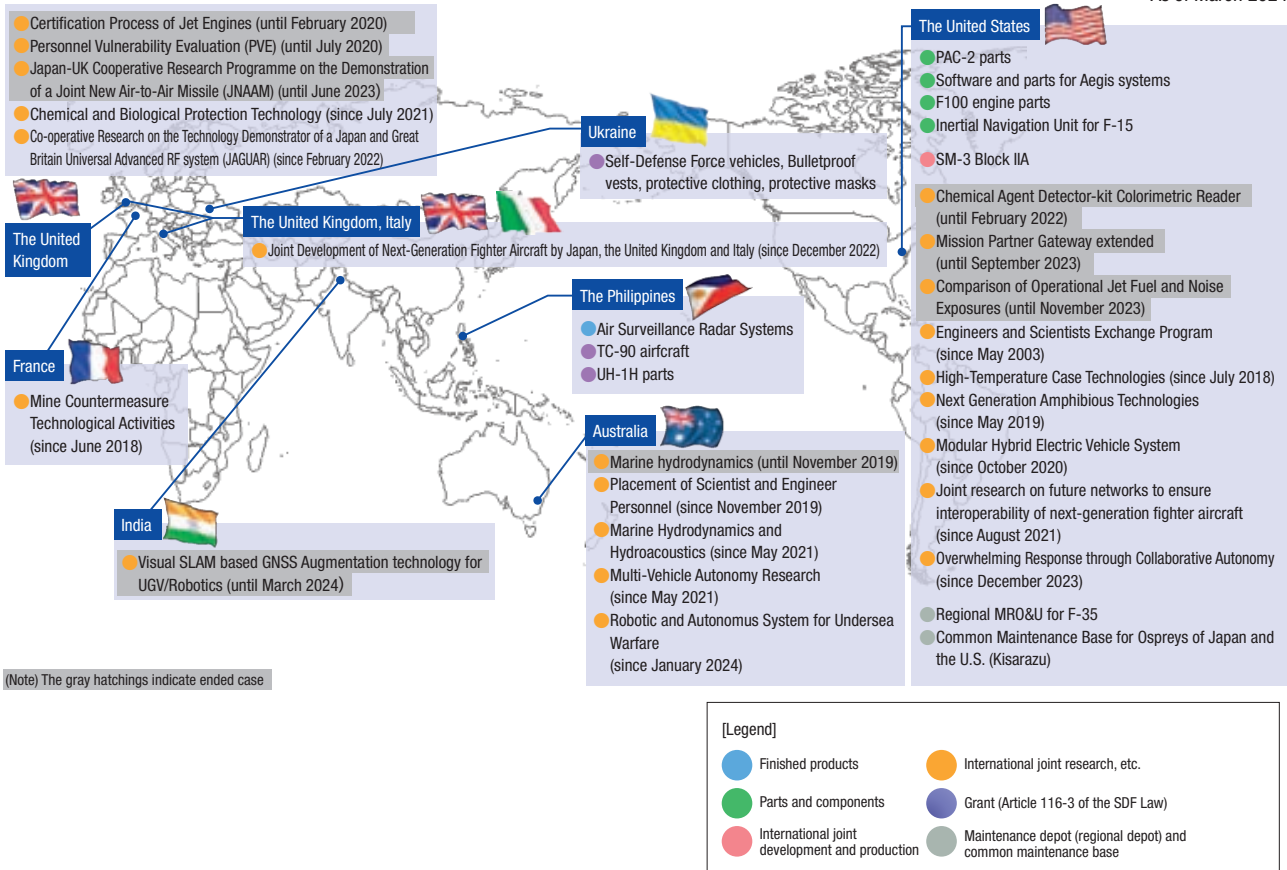 As of March 2024
Certification Process of Jet Engines (until February 2020)
Personnel Vulnerability Evaluation (PVE) (until July 2020)
Japan-UK Cooperative Research Programme on the Demonstration
of a Joint New Air-to-Air Missile (JNAAM) (until June 2023)
Chemical and Biological Protection Technology (since July 2021)
Co-operative Research on the Technology Demonstrator of a Japan and Great
Britain Universal Advanced RF system (JAGUAR) (since February 2022)
The United
Kingdom
Ukraine
Self-Defense Force vehicles, Bulletproof
vests, protective clothing, protective masks
The United Kingdom, Italy
Joint Development of Next-Generation Fighter Aircraft by Japan, the United Kingdom and Italy (since December 2022)
France
Mine Countermeasure
Technological Activities
(since June 2018)
India
Visual SLAM based GNSS Augmentation technology for
UGV/Robotics (until March 2024)
The Philippines
Air Surveillance Radar Systems
TC-90 airfcraft
UH-1H parts
Australia
Marine hydrodynamics (until November 2019)
Placement of Scientist and Engineer
Personnel (since November 2019)
Marine Hydrodynamics and
Hydroacoustics (since May 2021)
Multi-Vehicle Autonomy Research
(since May 2021)
Robotic and Autonomus System for Undersea
Warfare
(since January 2024)
The United States
PAC-2 parts
Software and parts for Aegis systems
F100 engine parts
Inertial Navigation Unit for F-15
SM-3 Block IIA
Chemical Agent Detector-kit Colorimetric Reader
(until February 2022)
Mission Partner Gateway extended
(until September 2023)
Comparison of Operational Jet Fuel and Noise
Exposures (until November 2023)
Engineers and Scientists Exchange Program
(since May 2003)
High-Temperature Case Technologies (since July 2018)
Next Generation Amphibious Technologies
(since May 2019)
Modular Hybrid Electric Vehicle System
(since October 2020)
Joint research on future networks to ensure
interoperability of next-generation fighter aircraft
(since August 2021)
Overwhelming Response through Collaborative Autonomy
(since December 2023)
Regional MRO&U for F-35
Common Maintenance Base for Ospreys of Japan and
the U.S. (Kisarazu)
(Note) The gray hatchings indicate ended case
[Legend]
Finished products
Parts and components
International joint
development and production
International joint research, etc.
Grant (Article 116-3 of the SDF Law)
Maintenance depot (regional depot) and
common maintenance base